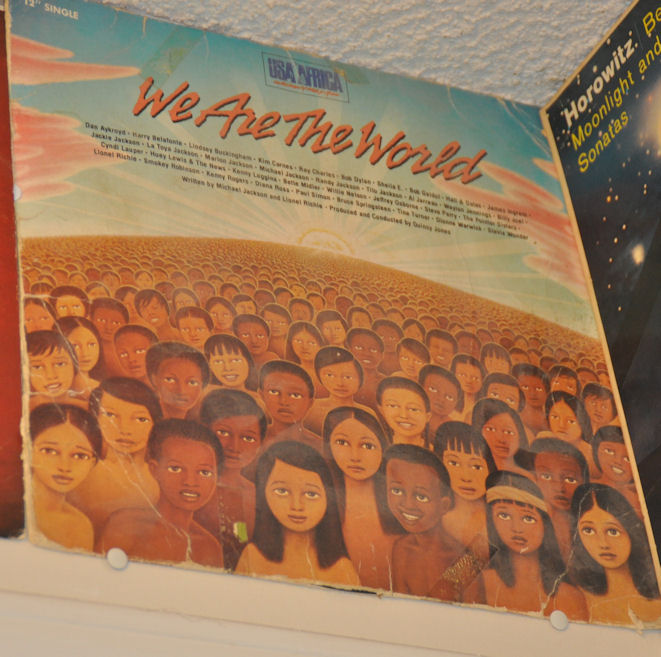 12" SINGLE
USA AFRICA
We Are The World
Dan Aykroyd • Harry Belafonte • Lindsey Buckingham • Kim Carnes • Ray Charles • Bob Dylan • Sheila E. • Bob Geldof • Hall & Oates • James Ingram •
Jackie Jackson • La Toya Jackson • Marlon Jackson • Michael Jackson • Randy Jackson • Tito Jackson • Al Jarreau • Waylon Jennings • Billy Joel •
Cyndi Lauper • Huey Lewis & The News • Kenny Loggins • Bette Midler • Willie Nelson • Jeffrey Osborne • Steve Perry • The Pointer Sisters •
Lionel Richie • Smokey Robinson • Kenny Rogers • Diana Ross • Paul Simon • Bruce Springsteen • Tina Turner • Dionne Warwick • Stevie Wonder
Written by Michael Jackson and Lionel Richie • Produced and Conducted by Quincy Jones
Horowitz
Moonlight and
Sonatas